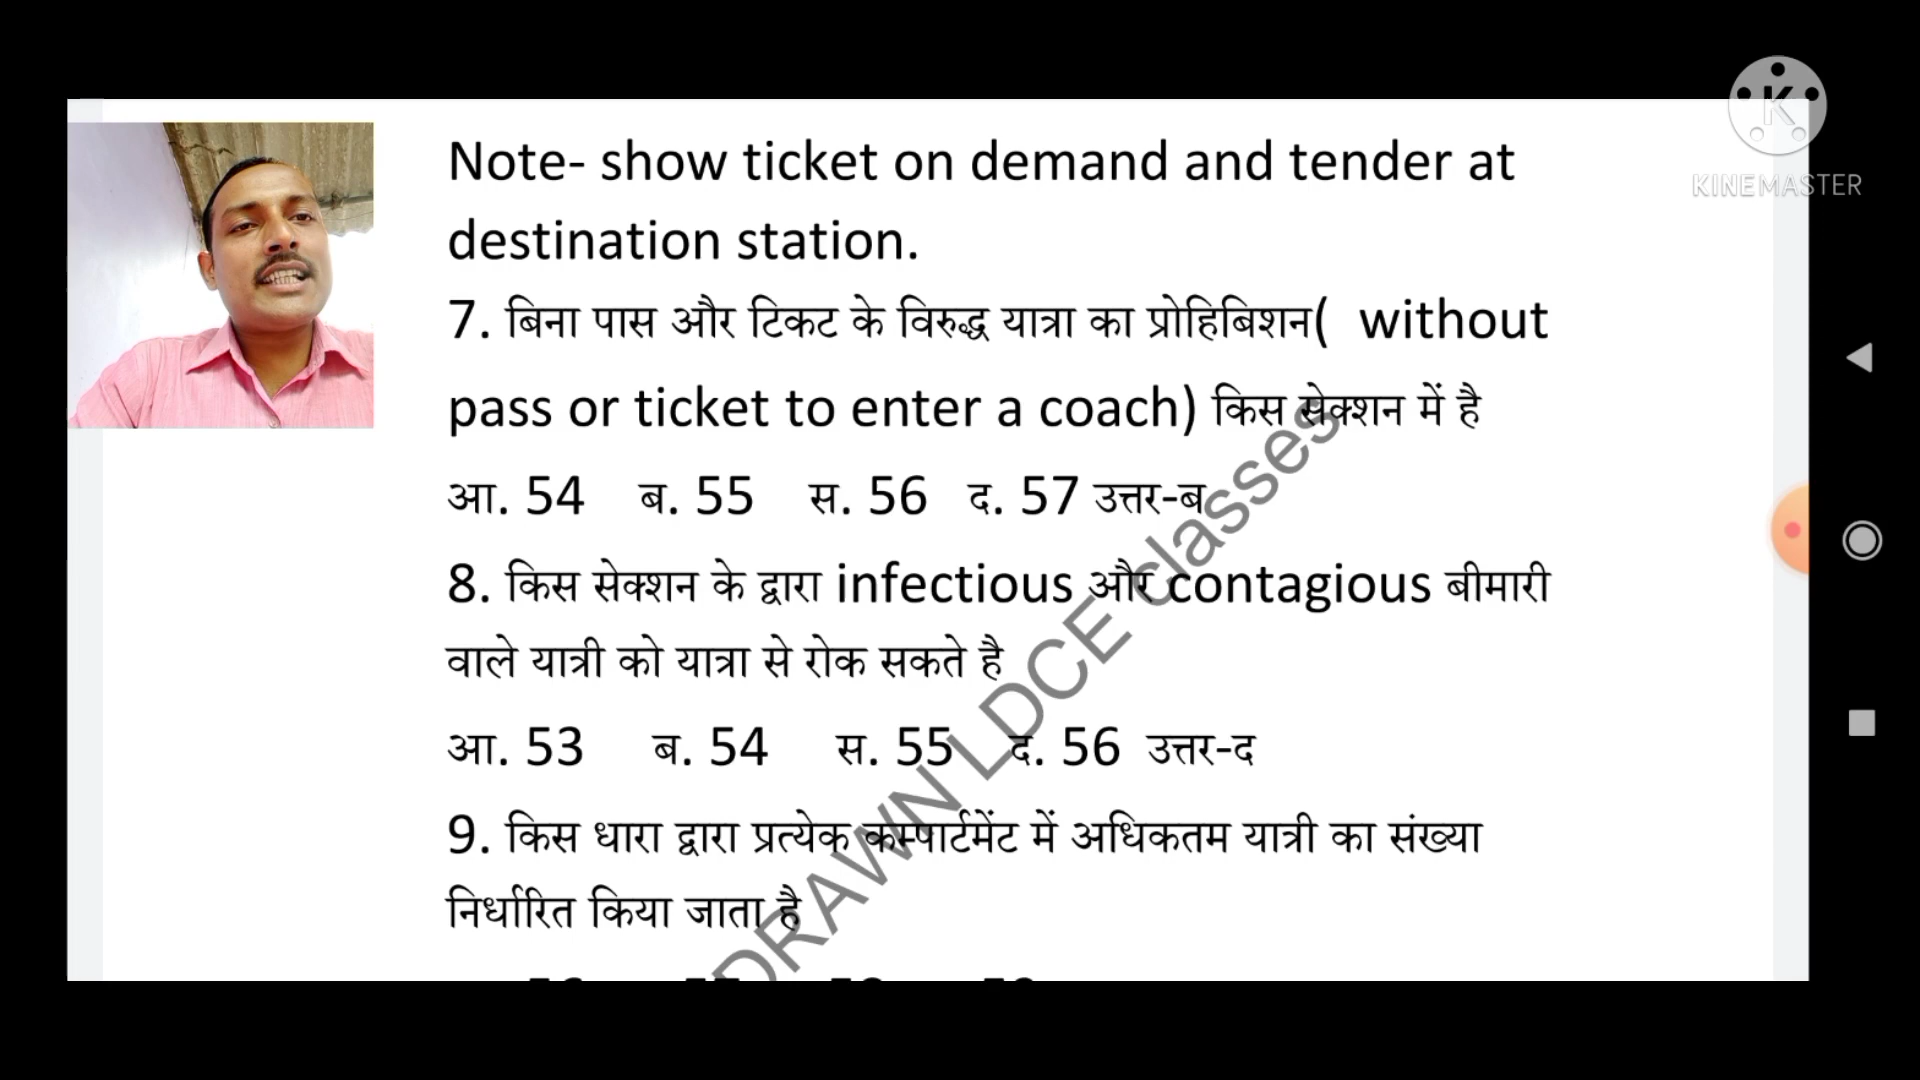 Note- show ticket on demand and tender at
destination station.
7. बिना पास और टिकट के विरुद्ध यात्रा का प्रोहिबिशन( without
pass or ticket to enter a coach) किस सेक्शन में है
आ. 54 ब. 55 स. 56 द. 57 उत्तर-ब
8. किस सेक्शन के द्वारा infectious और contagious बीमारी
वाले यात्री को यात्रा से रोक सकते है
आ. 53 ब. 54 स. 55 द. 56 उत्तर-द
9. किस धारा द्वारा प्रत्येक कम्पार्टमेंट में अधिकतम यात्री का संख्या
निर्धारित किया जाता है
DRAWN LDCE classes
K
KINEMASTER